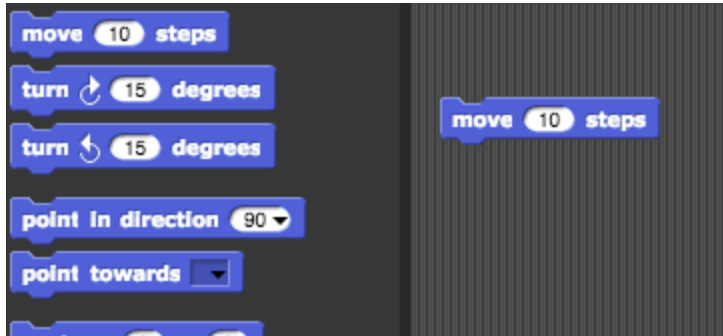 move 10 steps
turn 15 degrees
turn 15 degrees
point in direction 90
point towards
move 10 steps